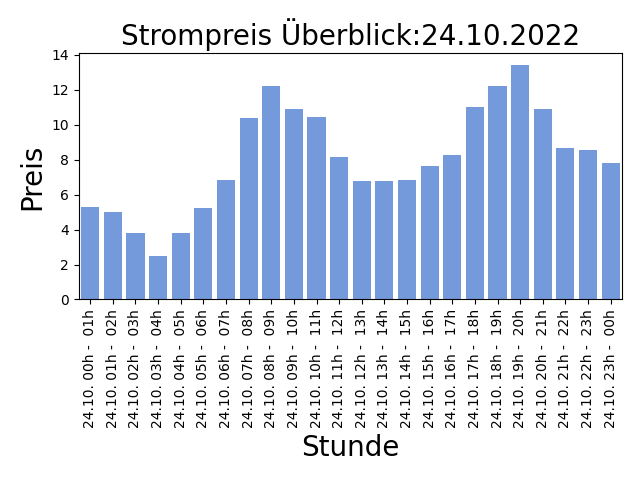 Strompreis Überblick:24.10.2022
Preis
14
12
10
8
6
4
2
0
24.10. 00h - 01h
24.10. 01h - 02h
24.10. 02h - 03h
24.10. 03h - 04h
24.10. 04h - 05h
24.10. 05h - 06h
24.10. 06h - 07h
24.10. 07h - 08h
24.10. 08h - 09h
24.10. 09h - 10h
24.10. 10h - 11h
24.10. 11h - 12h
24.10. 12h - 13h
24.10. 13h - 14h
24.10. 14h - 15h
24.10. 15h - 16h
24.10. 16h - 17h
24.10. 17h - 18h
24.10. 18h - 19h
24.10. 19h - 20h
24.10. 20h - 21h
24.10. 21h - 22h
24.10. 22h - 23h
24.10. 23h - 00h
Stunde